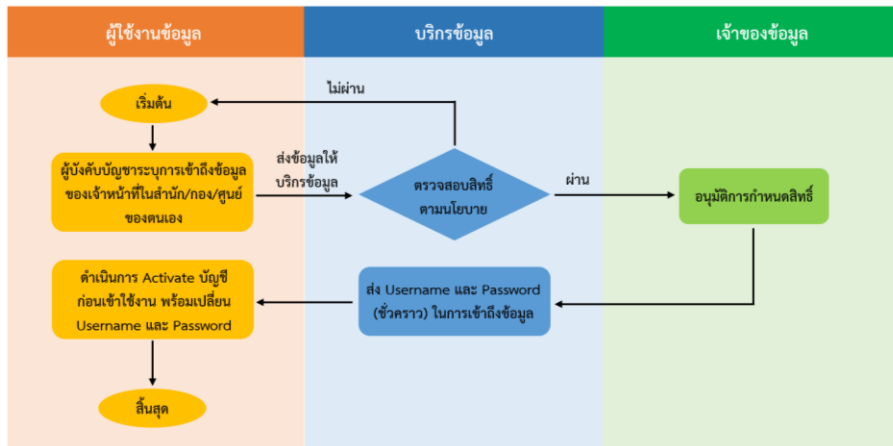 ผู้ใช้งานข้อมูล
บริกรข้อมูล
เจ้าของข้อมูล
ไม่ผ่าน
เริ่มต้น
ผู้บังคับบัญชาระบุการเข้าถึงข้อมูล
ของเจ้าหน้าที่ในสำนัก/กอง/ศูนย์
ของตนเอง
ส่งข้อมูลให้
บริกรข้อมูล
ตรวจสอบสิทธิ์
ตามนโยบาย
ผ่าน
อนุมัติการกำหนดสิทธิ์
ส่ง Username และ Password
(ชั่วคราว) ในการเข้าถึงข้อมูล
ดำเนินการ Activate บัญชี
ก่อนเข้าใช้งาน พร้อมเปลี่ยน
Username และ Password
สิ้นสุด